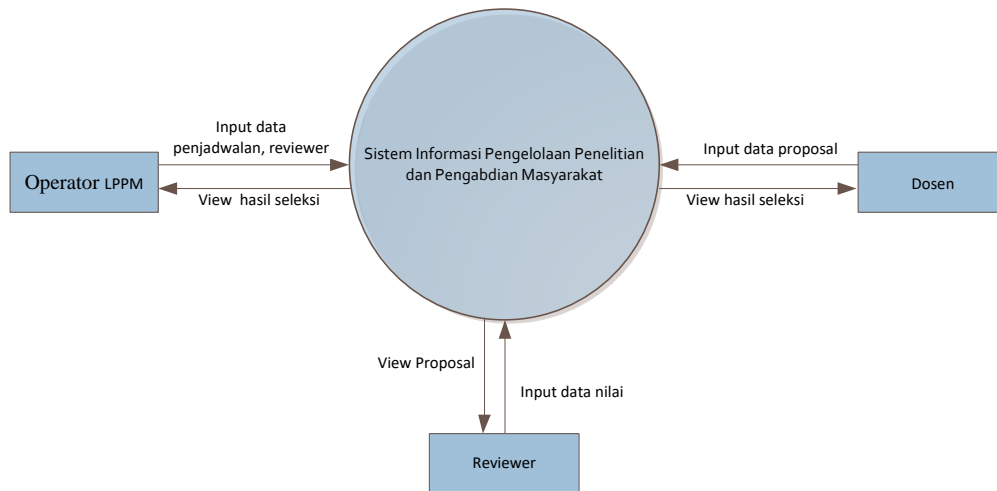 Input data
penjadwalan, reviewer
Operator LPPM
View hasil seleksi
Sistem Informasi Pengelolaan Penelitian
dan Pengabdian Masyarakat
Input data proposal
View hasil seleksi
Dosen
View Proposal
Input data nilai
Reviewer